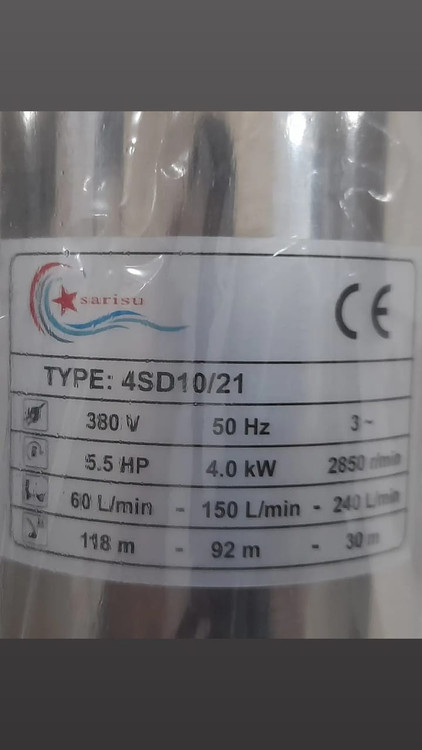 sarisu
CE
TYPE: 4SD10/21
380 V 50 Hz 3~
5.5 HP 4.0 kW 2850 r/min
60 L/min - 150 L/min - 240 L/min
118 m - 92 m - 30 m